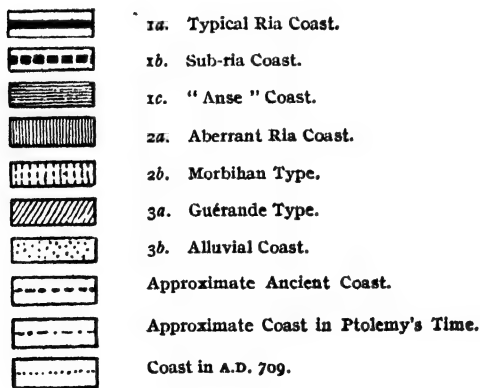 1a. Typical Ria Coast.
1b. Sub-ria Coast.
1c. “ Anse ” Coast.
2a. Aberrant Ria Coast.
2b. Morbihan Type.
3a. Guérande Type.
3b. Alluvial Coast.
Approximate Ancient Coast.
Approximate Coast in Ptolemy's Time.
Coast in A.D. 709.